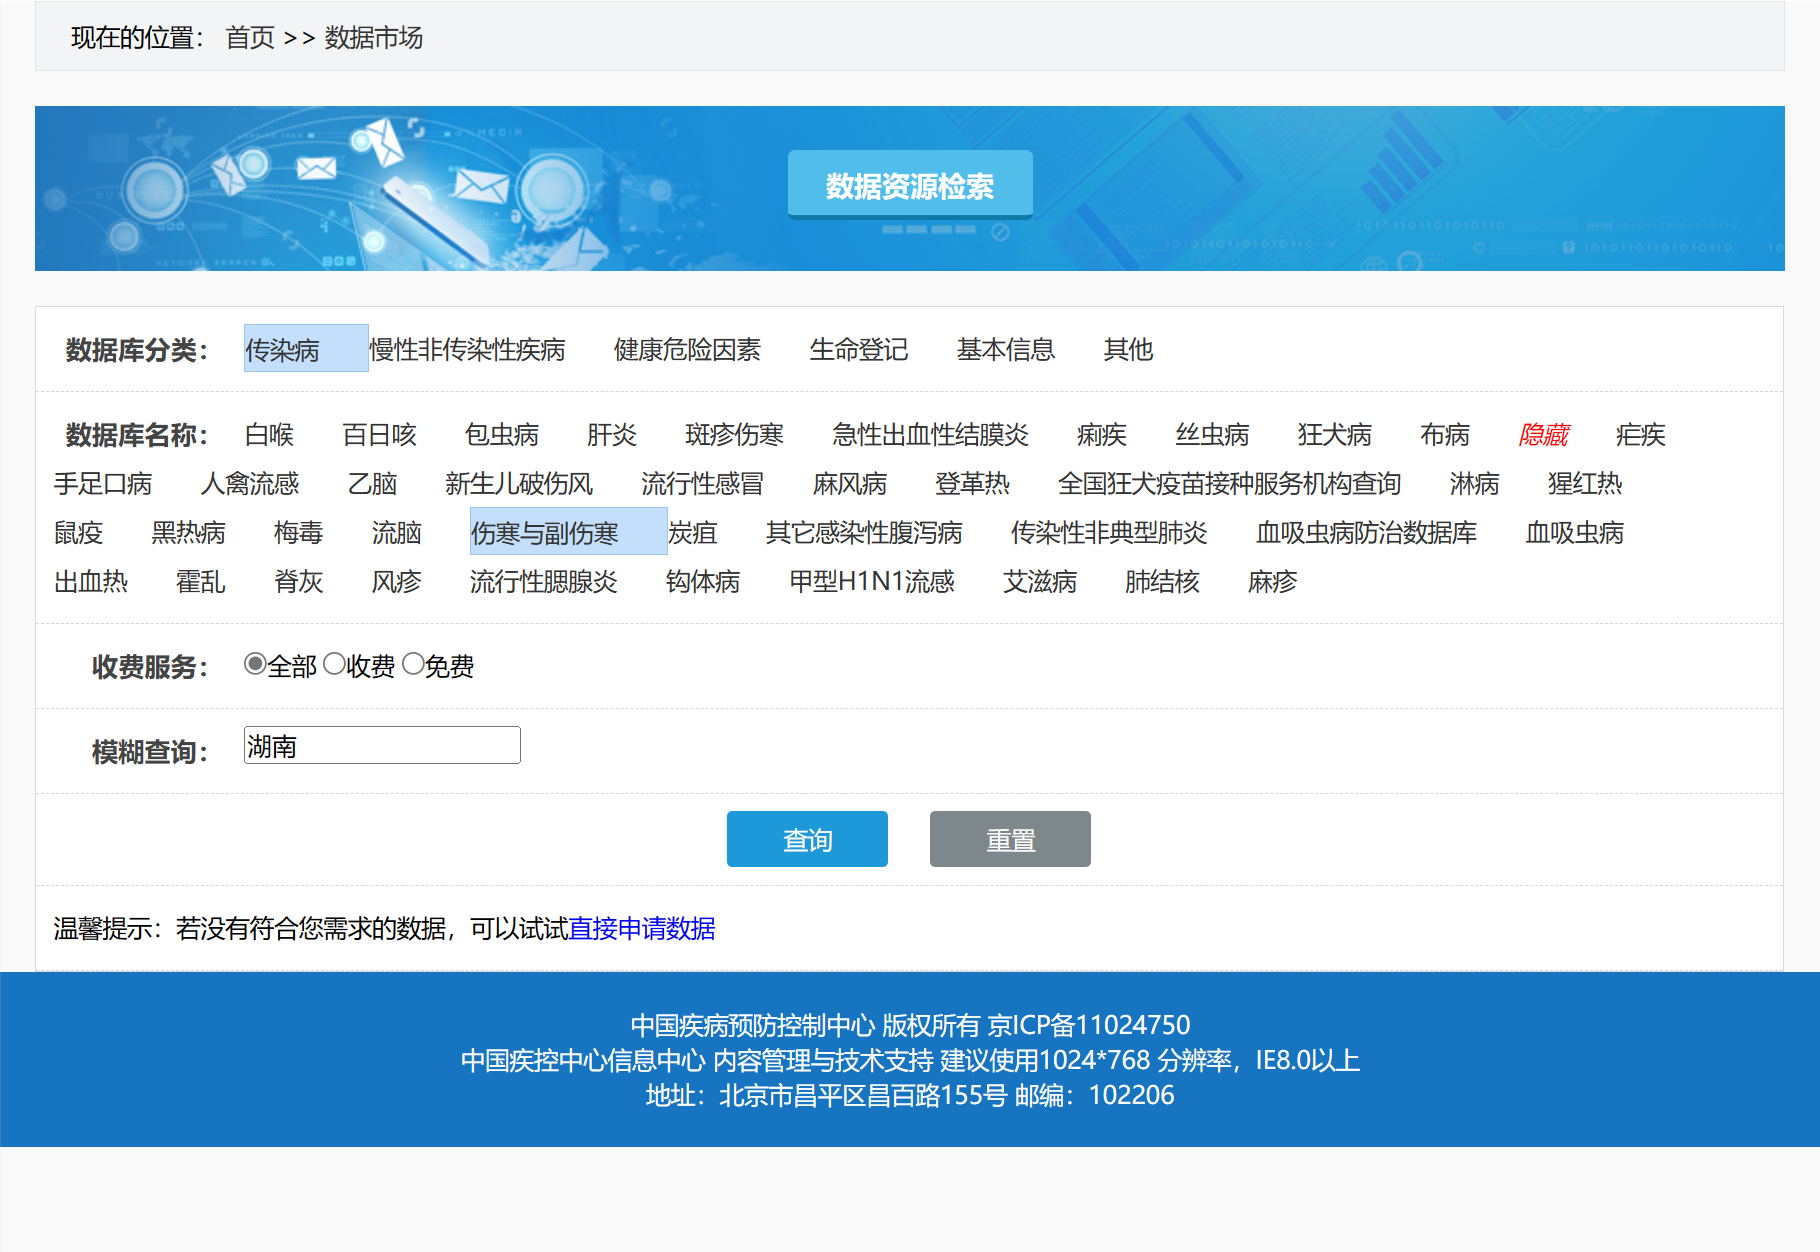 现在的位置： 首页 >> 数据市场
数据资源检索
数据库分类： 传染病 慢性非传染性疾病 健康危险因素 生命登记 基本信息 其他
数据库名称： 白喉 百日咳 包虫病 肝炎 斑疹伤寒 急性出血性结膜炎 痢疾 丝虫病 狂犬病 布病 隐藏 疟疾
手足口病 人禽流感 乙脑 新生儿破伤风 流行性感冒 麻风病 登革热 全国狂犬疫苗接种服务机构查询 淋病 猩红热
鼠疫 黑热病 梅毒 流脑 伤寒与副伤寒 炭疽 其它感染性腹泻病 传染性非典型肺炎 血吸虫病防治数据库 血吸虫病
出血热 霍乱 脊灰 风疹 流行性腮腺炎 钩体病 甲型H1N1流感 艾滋病 肺结核 麻疹
收费服务： 全部 收费 免费
模糊查询： 湖南
查询 重置
温馨提示：若没有符合您需求的数据，可以试试直接申请数据
中国疾病预防控制中心 版权所有 京ICP备11024750
中国疾控中心信息中心 内容管理与技术支持 建议使用1024*768 分辨率，IE8.0以上
地址：北京市昌平区昌百路155号 邮编：102206